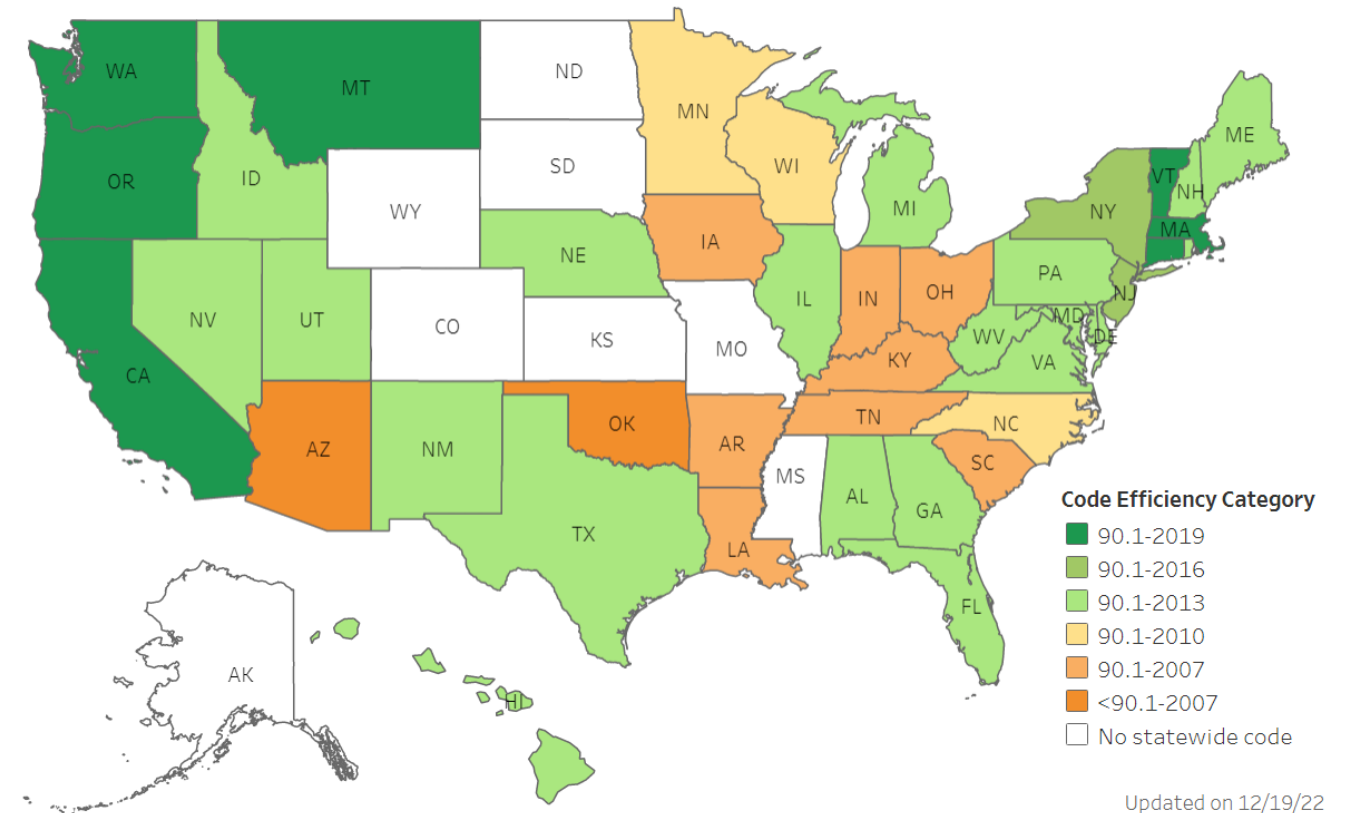 WA
MT
ND
MN
OR
ID
SD
WI
WY
MI
ME
VT
NH
NY
MA
NV
UT
CO
NE
KS
IA
MO
IL
IN
OH
PA
NJ
MD
DE
WV
VA
KY
CA
AZ
NM
OK
AR
TN
NC
SC
MS
AL
GA
TX
LA
FL
AK
HI
Code Efficiency Category
90.1-2019
90.1-2016
90.1-2013
90.1-2010
90.1-2007
<90.1-2007
No statewide code
Updated on 12/19/22